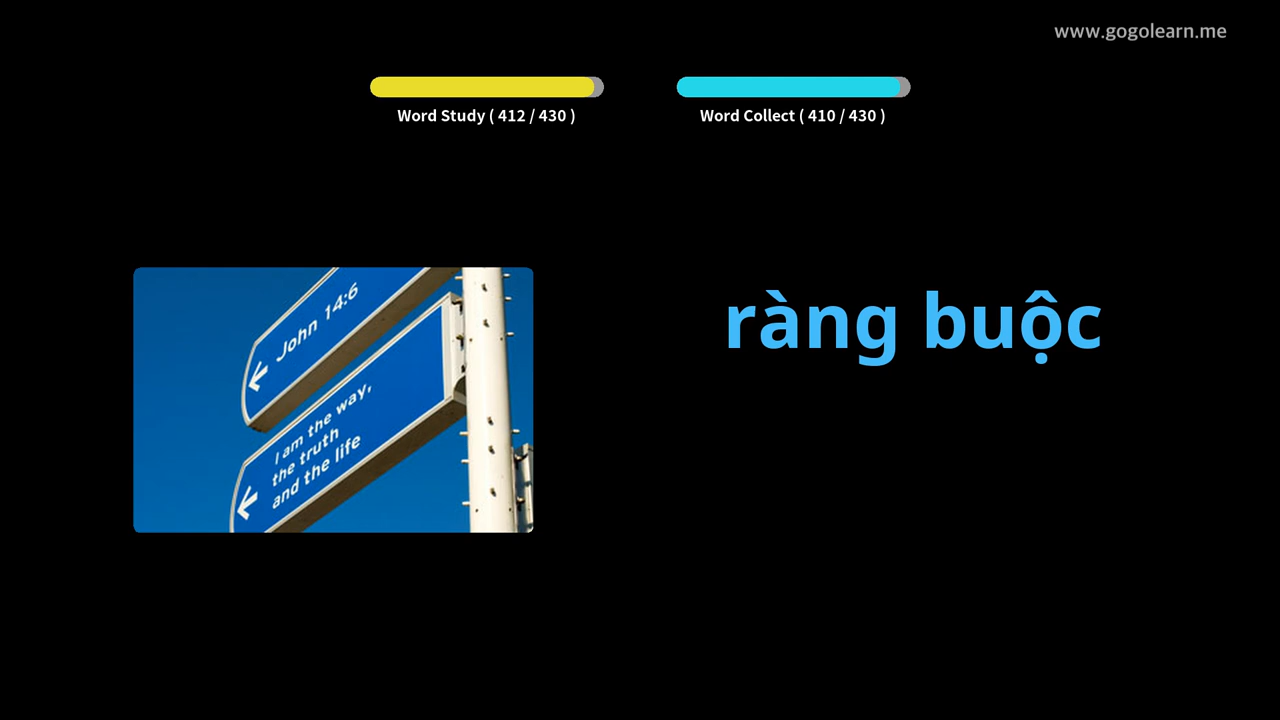 www.gogolearn.me
Word Study ( 412 / 430 )
Word Collect ( 410 / 430 )
John 14:6
I am the way,
the truth
and the life
ràng buộc